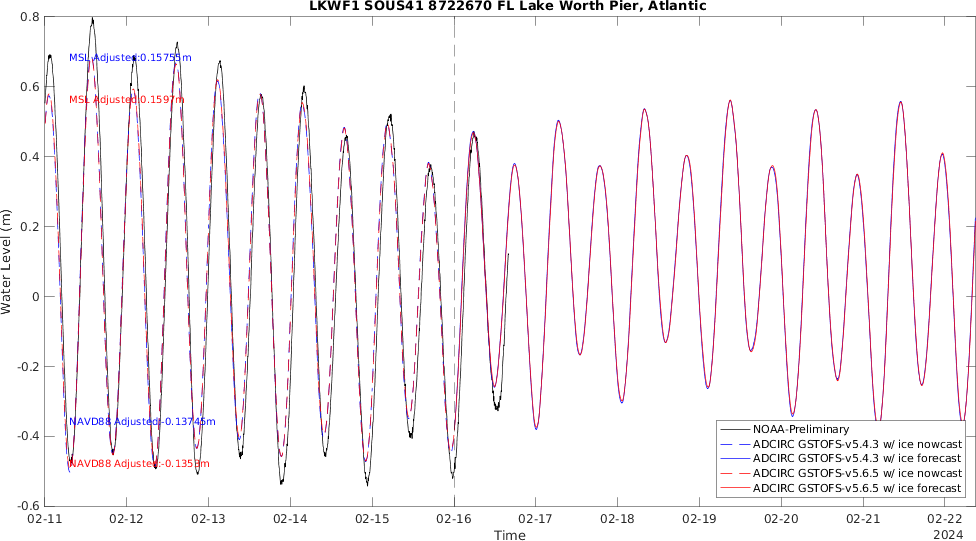 LKWF1 SOUS41 8722670 FL Lake Worth Pier, Atlantic
0.8
0.6
0.4
0.2
0
-0.2
-0.4
-0.6
Water Level (m)
MSL Adjusted:0.15755m
MSL Adjusted:0.1597m
NAVD88 Adjusted:-0.13745m
NAVD88 Adjusted:-0.1353m
NOAA-Preliminary
ADCIRC GSTOFS-v5.4.3 w/ ice nowcast
ADCIRC GSTOFS-v5.4.3 w/ ice forecast
ADCIRC GSTOFS-v5.6.5 w/ ice nowcast
ADCIRC GSTOFS-v5.6.5 w/ ice forecast
02-11 02-12 02-13 02-14 02-15 02-16 02-17 02-18 02-19 02-20 02-21 02-22
Time
2024